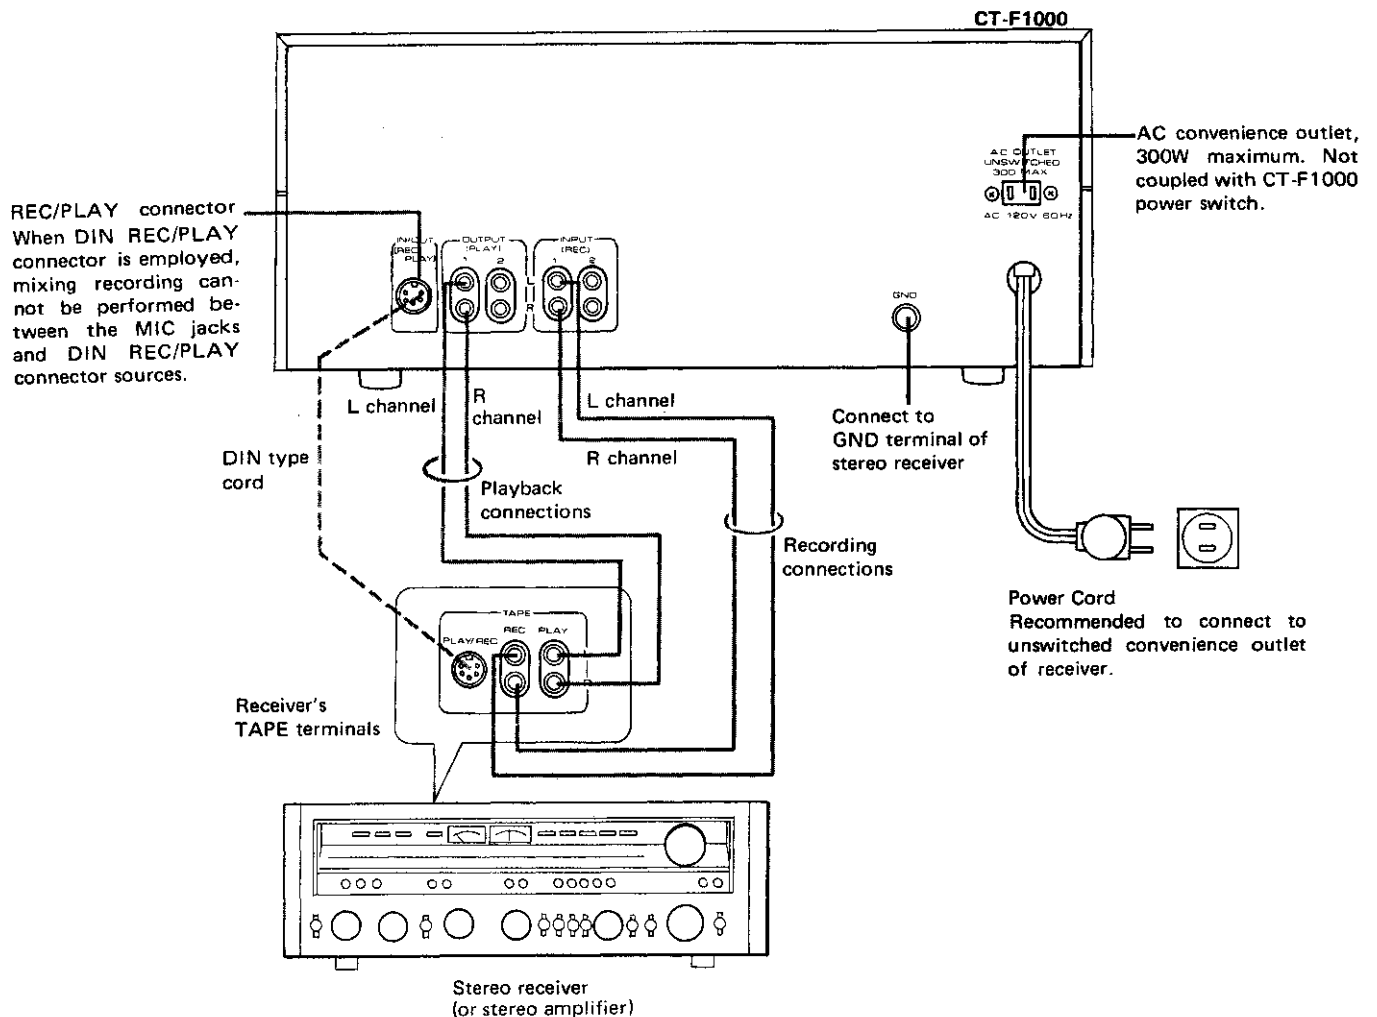 CT-F1000
AC convenience outlet,
300W maximum. Not
coupled with CT-F1000
power switch.
AC OUTLET
UNSWITCHED
300 MAX
AC 120V 60Hz
REC/PLAY connector
When DIN REC/PLAY
connector is employed,
mixing recording can-
not be performed be-
tween the MIC jacks
and DIN REC/PLAY
connector sources.
IN/OUT
(REC
PLAY)
OUTPUT
(PLAY)
1 2
L
R
INPUT
(REC)
1 2
GND
L channel
R
channel
L channel
R channel
Connect to
GND terminal of
stereo receiver
DIN type
cord
Playback
connections
Recording
connections
Power Cord
Recommended to connect to
unswitched convenience outlet
of receiver.
TAPE
PLAY/REC
REC
PLAY
Receiver's
TAPE terminals
Stereo receiver
(or stereo amplifier)